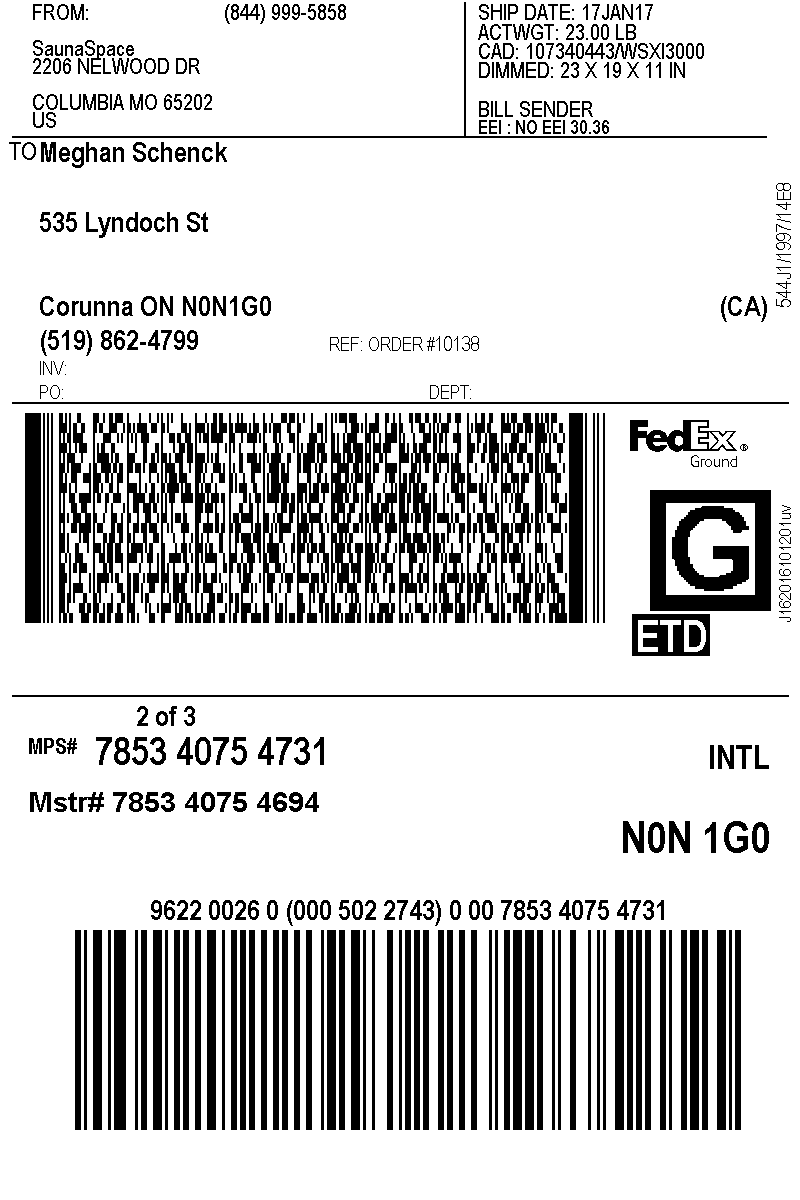 FROM: (844) 999-5858
SaunaSpace
2206 NELWOOD DR
COLUMBIA MO 65202
US
SHIP DATE: 17JAN17
ACTWGT: 23.00 LB
CAD: 107340443/WSXI3000
DIMMED: 23 X 19 X 11 IN
BILL SENDER
EEI : NO EEI 30.36
TO Meghan Schenck
535 Lyndoch St
Corunna ON N0N1G0 (CA)
(519) 862-4799 REF: ORDER #10138
INV:
PO: DEPT:
544J1/1997/14E8
FedEx ®
Ground
G
ETD
J162016101201uv
2 of 3
MPS# 7853 4075 4731
INTL
Mstr# 7853 4075 4694
N0N 1G0
9622 0026 0 (000 502 2743) 0 00 7853 4075 4731